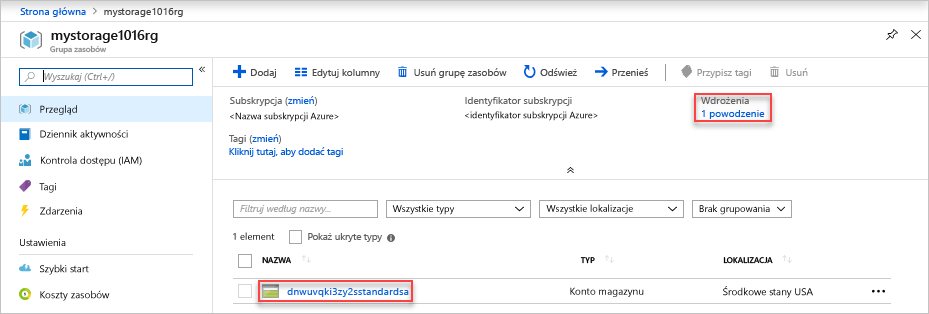 Strona główna > mystorage1016rg
mystorage1016rg
Grupa zasobów
Wyszukaj (Ctrl+/)
Przegląd
Dziennik aktywności
Kontrola dostępu (IAM)
Tagi
Zdarzenia
Ustawienia
Szybki start
Koszty zasobów
Dodaj Edytuj kolumny Usuń grupę zasobów Odśwież Przenieś Przypisz tagi Usuń
Subskrypcja (zmień) Identyfikator subskrypcji Wdrożenia
<Nazwa subskrypcji Azure> <identyfikator subskrypcji Azure> 1 powodzenie
Tagi (zmień)
Kliknij tutaj, aby dodać tagi
Filtruj według nazwy... Wszystkie typy Wszystkie lokalizacje Brak grupowania
1 element Pokaż ukryte typy
NAZWA TYP LOKALIZACJA
dnwuvqki3zy2sstandardsa Konto magazynu Środkowe stany USA